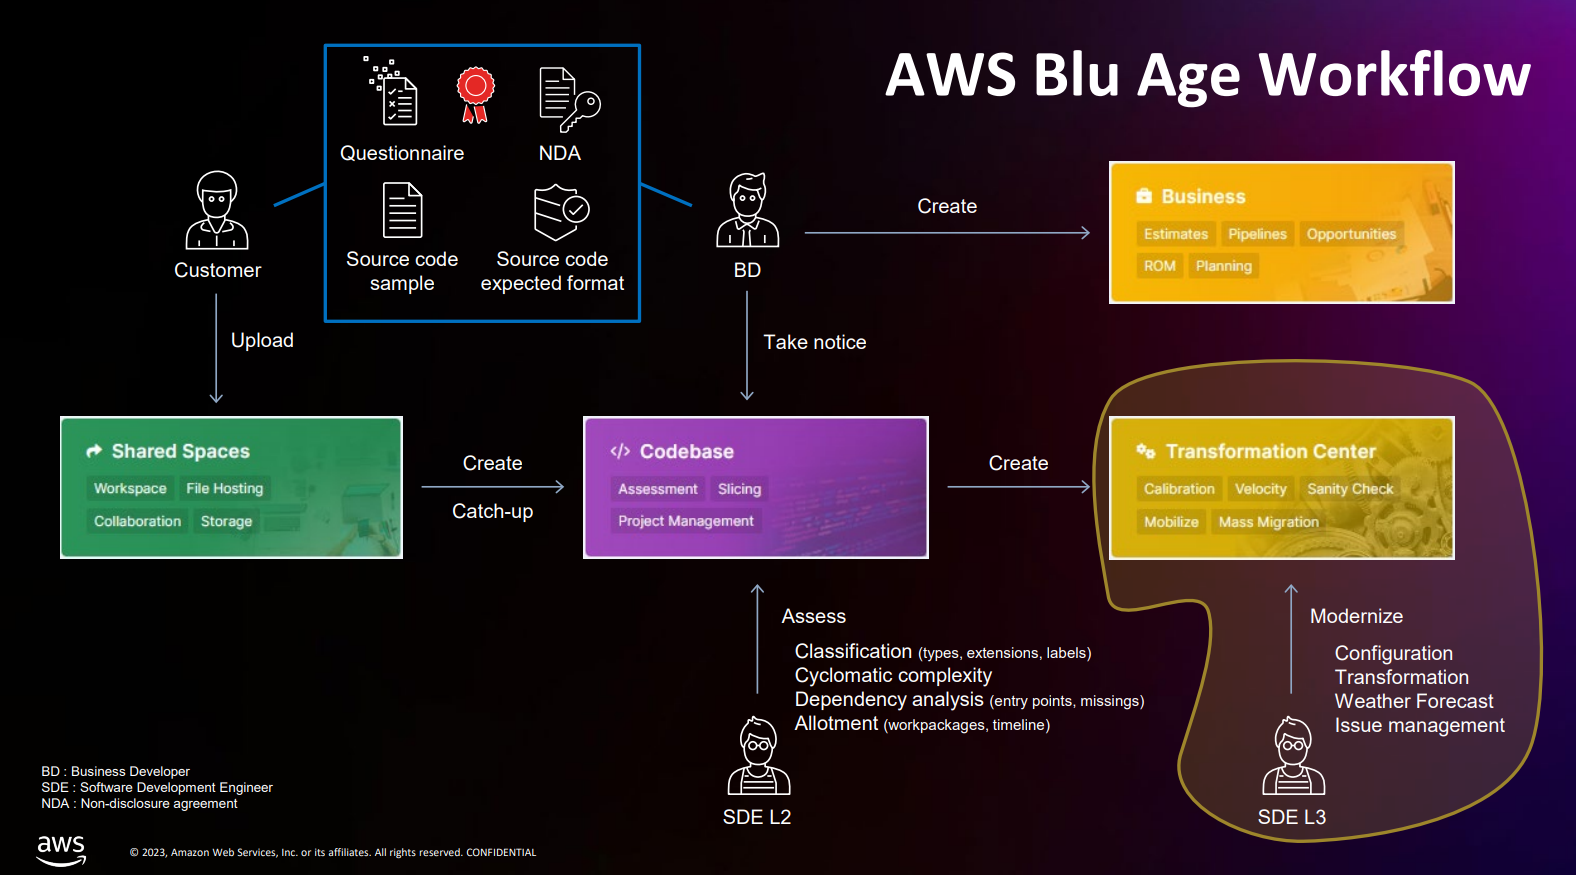 AWS Blu Age Workflow
Questionnaire
NDA
Source code
sample
Source code
expected format
Customer
BD
Create
Business
Estimates Pipelines Opportunities
ROM Planning
Upload
Take notice
Shared Spaces
Workspace File Hosting
Collaboration Storage
Create
Catch-up
Codebase
Assessment Slicing
Project Management
Create
Transformation Center
Calibration Velocity Sanity Check
Mobilize Mass Migration
Assess
Classification (types, extensions, labels)
Cyclomatic complexity
Dependency analysis (entry points, missings)
Allotment (workpackages, timeline)
SDE L2
Modernize
Configuration
Transformation
Weather Forecast
Issue management
SDE L3
BD : Business Developer
SDE : Software Development Engineer
NDA : Non-disclosure agreement
aws
© 2023, Amazon Web Services, Inc. or its affiliates. All rights reserved. CONFIDENTIAL